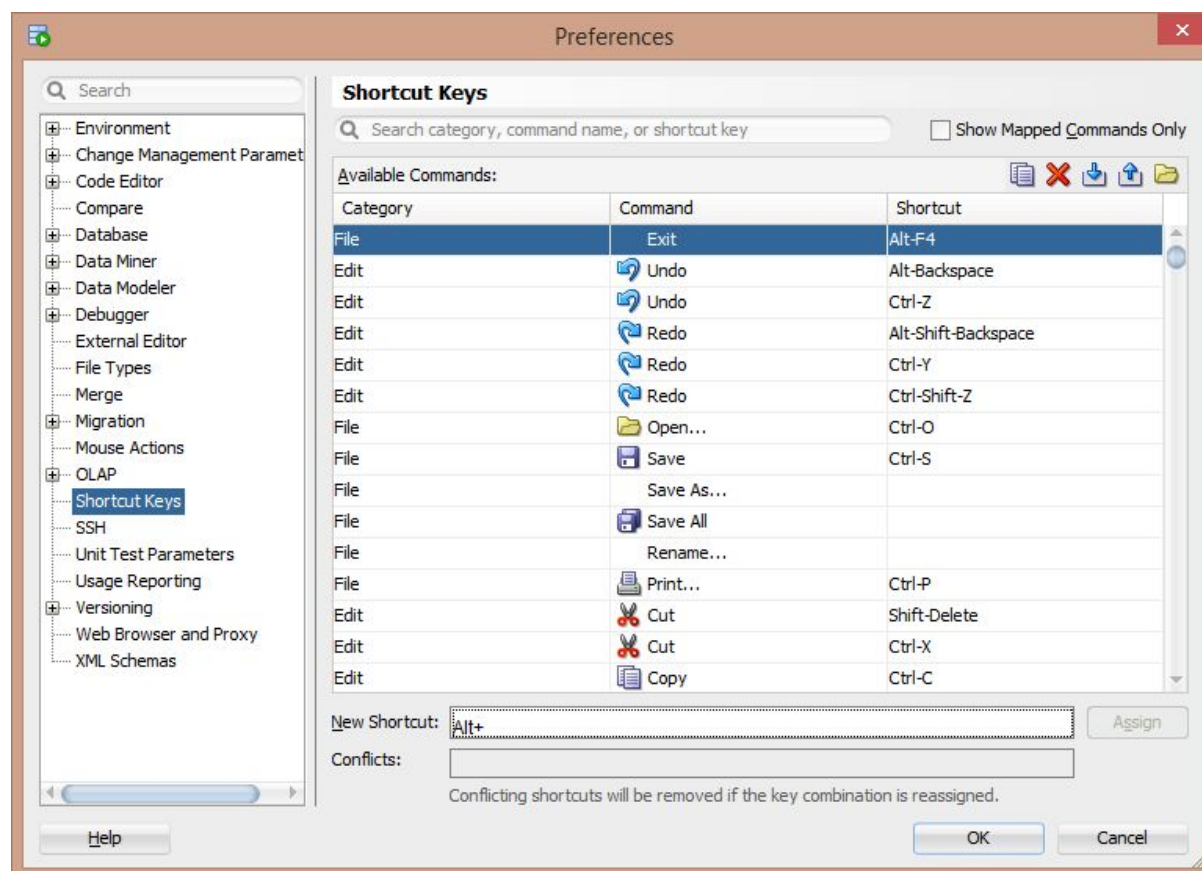 Preferences
Search
Environment
Change Management Paramet
Code Editor
Compare
Database
Data Miner
Data Modeler
Debugger
External Editor
File Types
Merge
Migration
Mouse Actions
OLAP
Shortcut Keys
SSH
Unit Test Parameters
Usage Reporting
Versioning
Web Browser and Proxy
XML Schemas
Shortcut Keys
Search category, command name, or shortcut key
Show Mapped Commands Only
Available Commands:
Category Command Shortcut
File Exit Alt-F4
Edit Undo Alt-Backspace
Edit Undo Ctrl-Z
Edit Redo Alt-Shift-Backspace
Edit Redo Ctrl-Y
Edit Redo Ctrl-Shift-Z
File Open... Ctrl-O
File Save Ctrl-S
File Save As...
File Save All
File Rename...
File Print... Ctrl-P
Edit Cut Shift-Delete
Edit Cut Ctrl-X
Edit Copy Ctrl-C
New Shortcut: Alt+ Assign
Conflicts:
Conflicting shortcuts will be removed if the key combination is reassigned.
Help OK Cancel